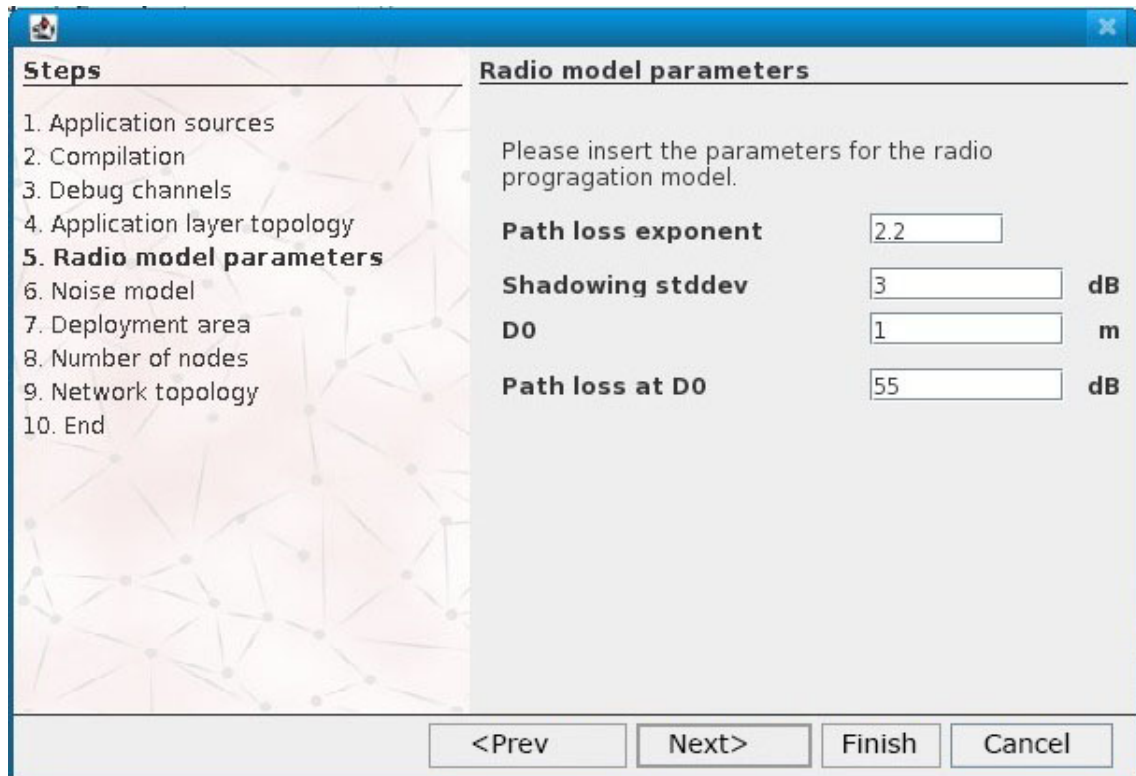 Steps
1. Application sources
2. Compilation
3. Debug channels
4. Application layer topology
5. Radio model parameters
6. Noise model
7. Deployment area
8. Number of nodes
9. Network topology
10. End
Radio model parameters
Please insert the parameters for the radio
progragation model.
Path loss exponent 2.2
Shadowing stddev 3 dB
D0 1 m
Path loss at D0 55 dB
<Prev Next> Finish Cancel